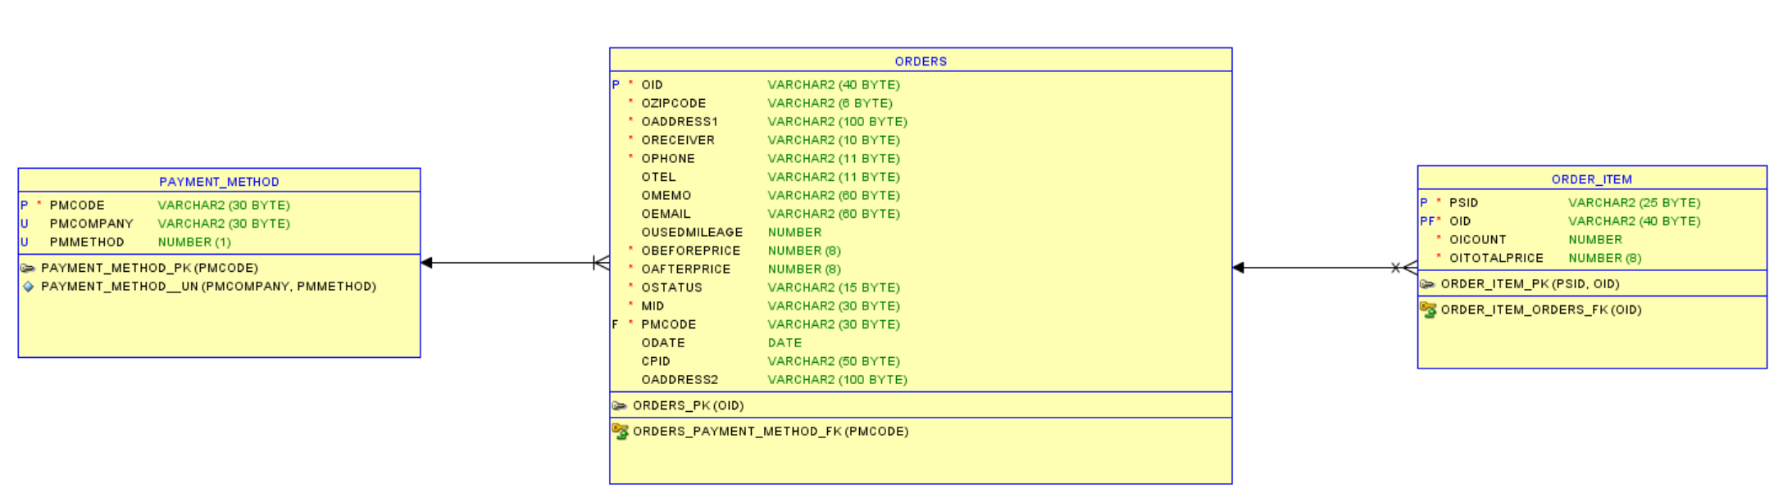 PAYMENT_METHOD
P * PMCODE VARCHAR2 (30 BYTE)
U PMCOMPANY VARCHAR2 (30 BYTE)
U PMMETHOD NUMBER (1)
PAYMENT_METHOD_PK (PMCODE)
PAYMENT_METHOD__UN (PMCOMPANY, PMMETHOD)
ORDERS
P * OID VARCHAR2 (40 BYTE)
* OZIPCODE VARCHAR2 (6 BYTE)
* OADDRESS1 VARCHAR2 (100 BYTE)
* ORECEIVER VARCHAR2 (10 BYTE)
* OPHONE VARCHAR2 (11 BYTE)
OTEL VARCHAR2 (11 BYTE)
OMEMO VARCHAR2 (60 BYTE)
OEMAIL VARCHAR2 (60 BYTE)
OUSEDMILEAGE NUMBER
* OBEFOREPRICE NUMBER (8)
* OAFTERPRICE NUMBER (8)
* OSTATUS VARCHAR2 (15 BYTE)
* MID VARCHAR2 (30 BYTE)
F * PMCODE VARCHAR2 (30 BYTE)
ODATE DATE
CPID VARCHAR2 (50 BYTE)
OADDRESS2 VARCHAR2 (100 BYTE)
ORDERS_PK (OID)
ORDERS_PAYMENT_METHOD_FK (PMCODE)
ORDER_ITEM
P * PSID VARCHAR2 (25 BYTE)
PF* OID VARCHAR2 (40 BYTE)
* OICOUNT NUMBER
* OITOTALPRICE NUMBER (8)
ORDER_ITEM_PK (PSID, OID)
ORDER_ITEM_ORDERS_FK (OID)